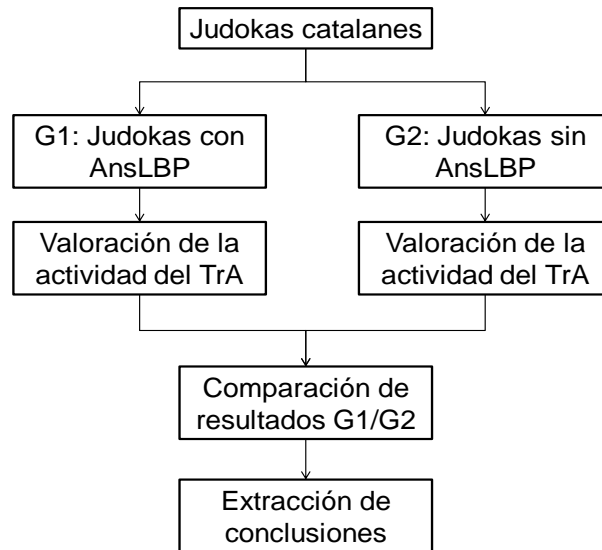 Judokas catalanes
G1: Judokas con
AnsLBP
G2: Judokas sin
AnsLBP
Valoración de la
actividad del TrA
Valoración de la
actividad del TrA
Comparación de
resultados G1/G2
Extracción de
conclusiones